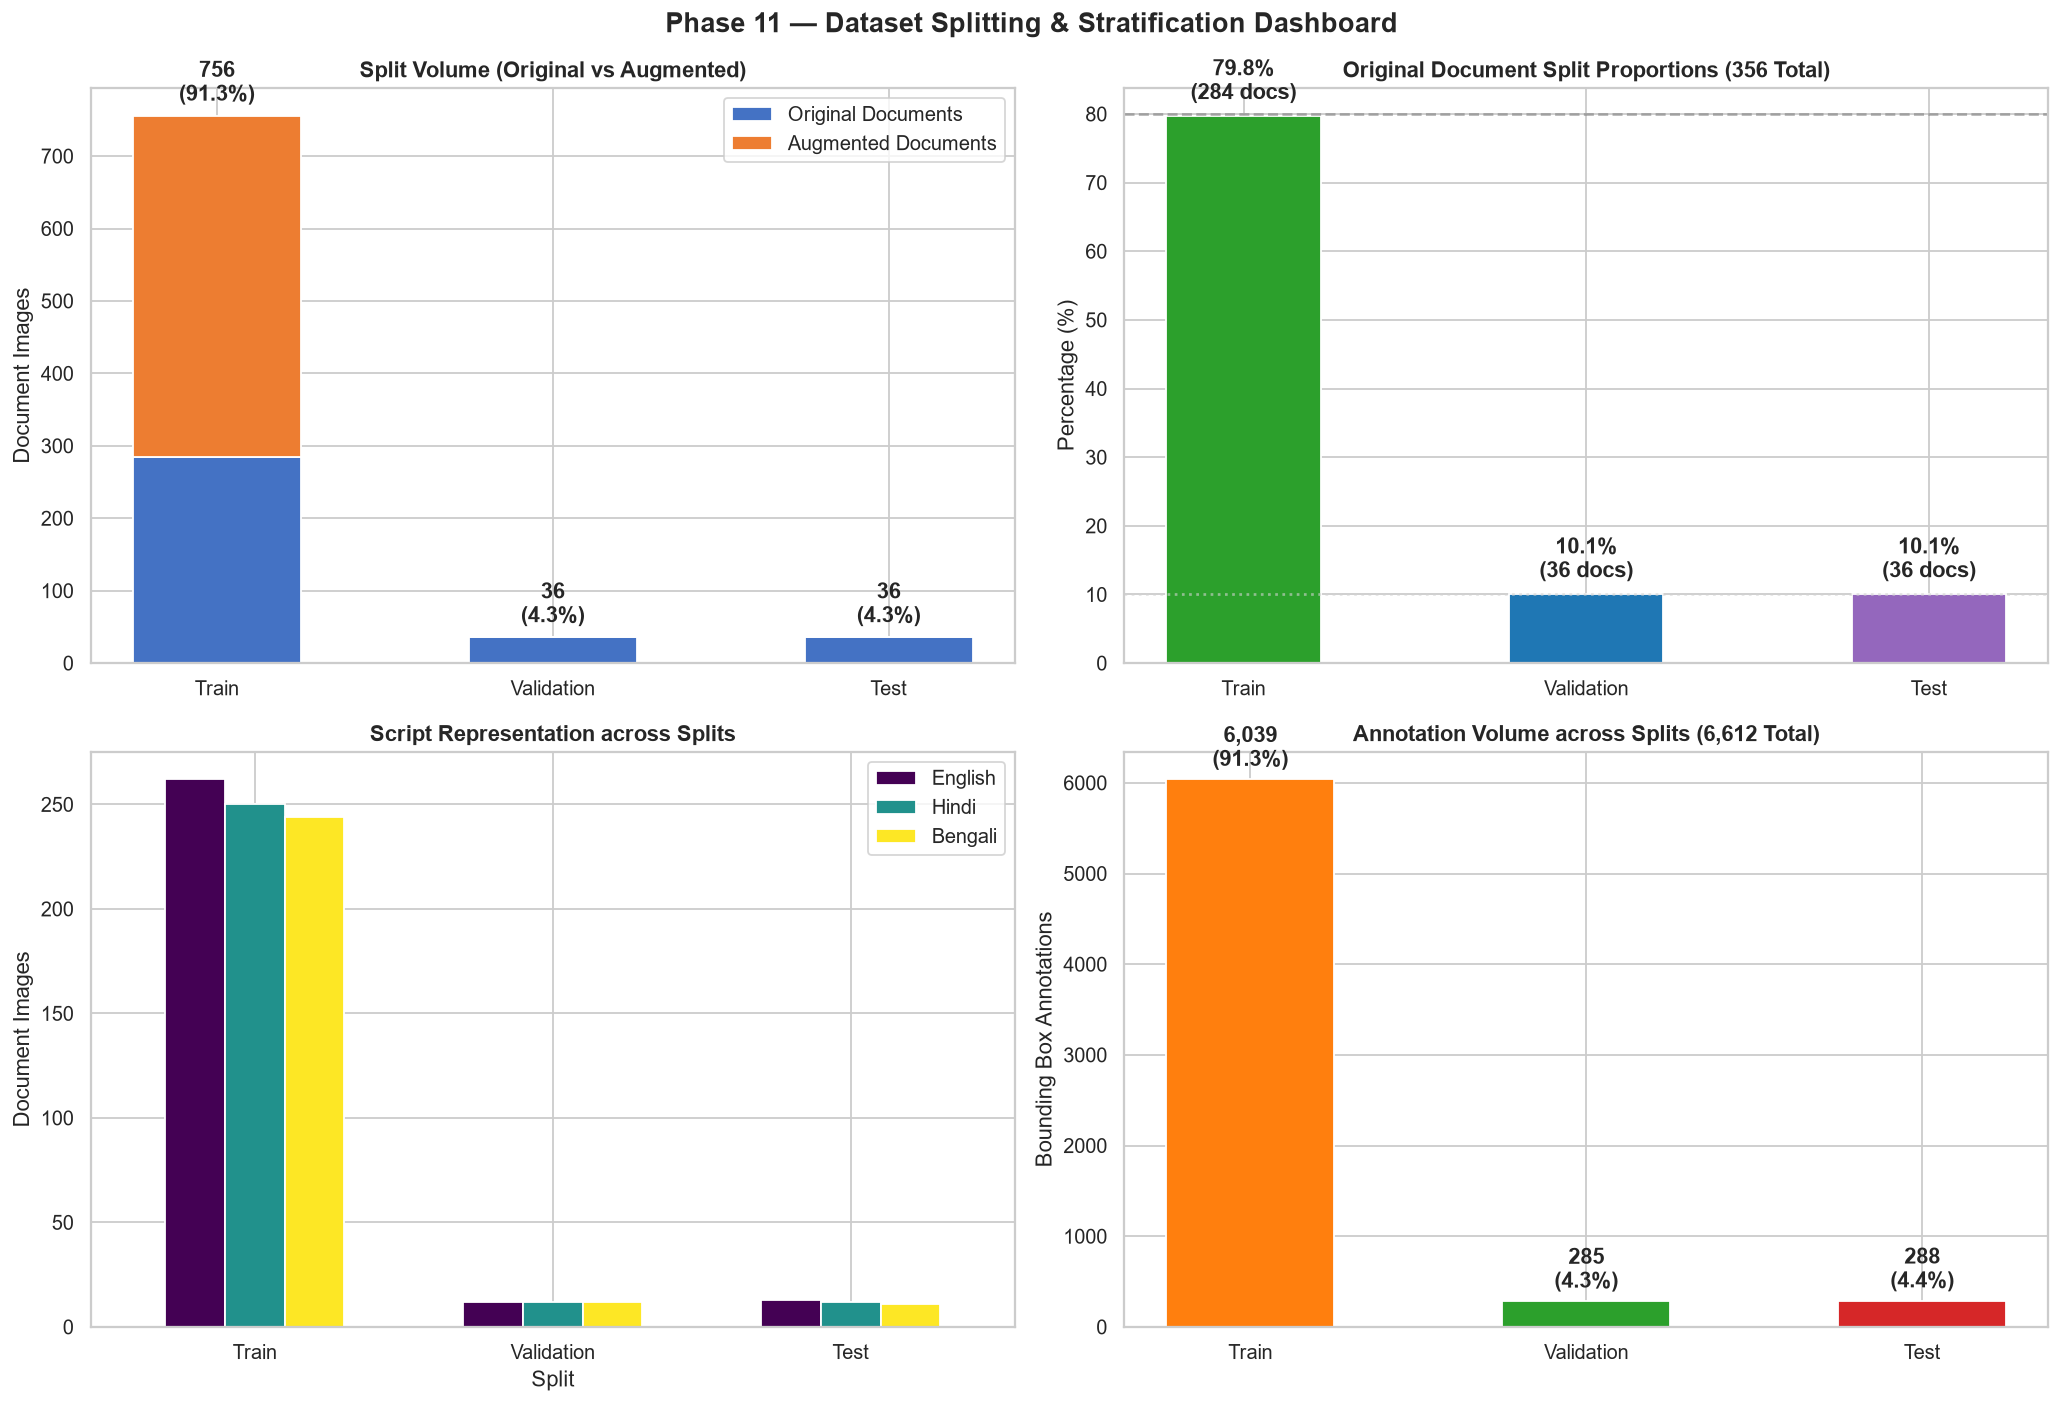 Phase 11 — Dataset Splitting & Stratification Dashboard
Split Volume (Original vs Augmented)
756
(91.3%)
Original Documents
Augmented Documents
Document Images
700
600
500
400
300
200
100
0
36
(4.3%)
36
(4.3%)
Train
Validation
Test
Original Document Split Proportions (356 Total)
79.8%
(284 docs)
Percentage (%)
80
70
60
50
40
30
20
10
0
10.1%
(36 docs)
10.1%
(36 docs)
Train
Validation
Test
Script Representation across Splits
English
Hindi
Bengali
Document Images
250
200
150
100
50
0
Train
Validation
Test
Split
Annotation Volume across Splits (6,612 Total)
6,039
(91.3%)
Bounding Box Annotations
6000
5000
4000
3000
2000
1000
0
285
(4.3%)
288
(4.4%)
Train
Validation
Test